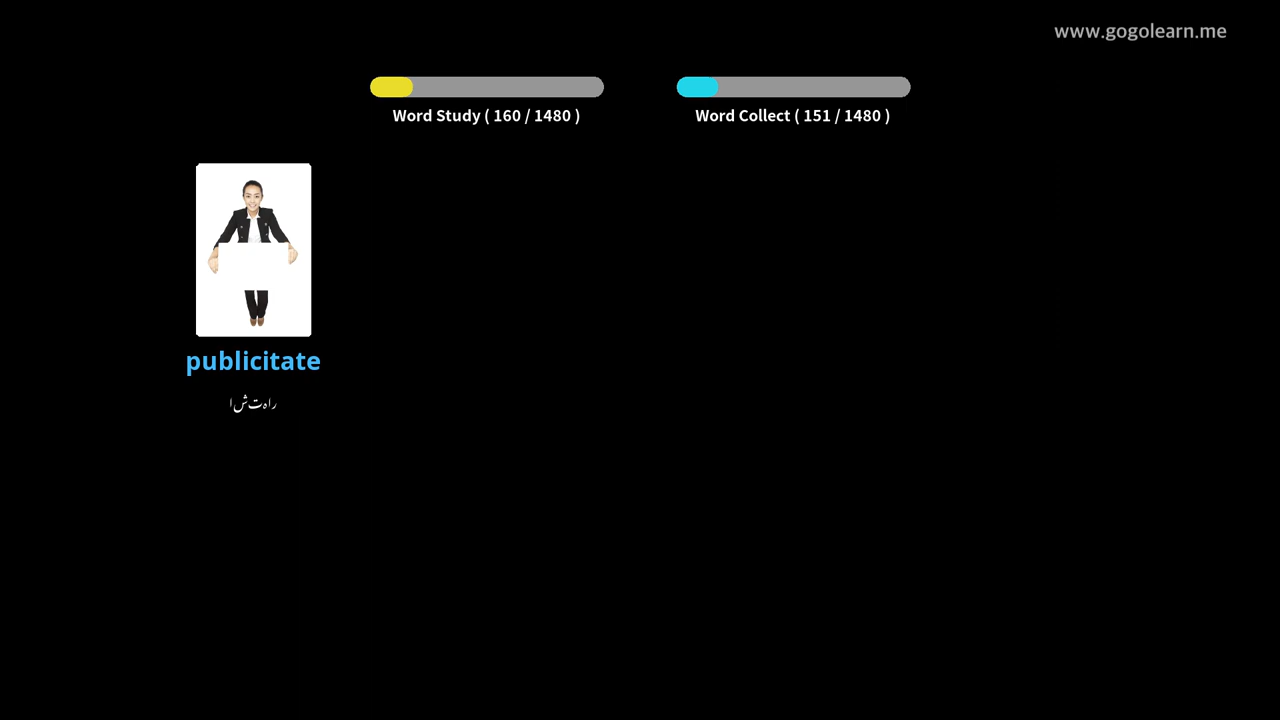 www.gogolearn.me
Word Study ( 160 / 1480 )
Word Collect ( 151 / 1480 )
publicitate
اشتہار